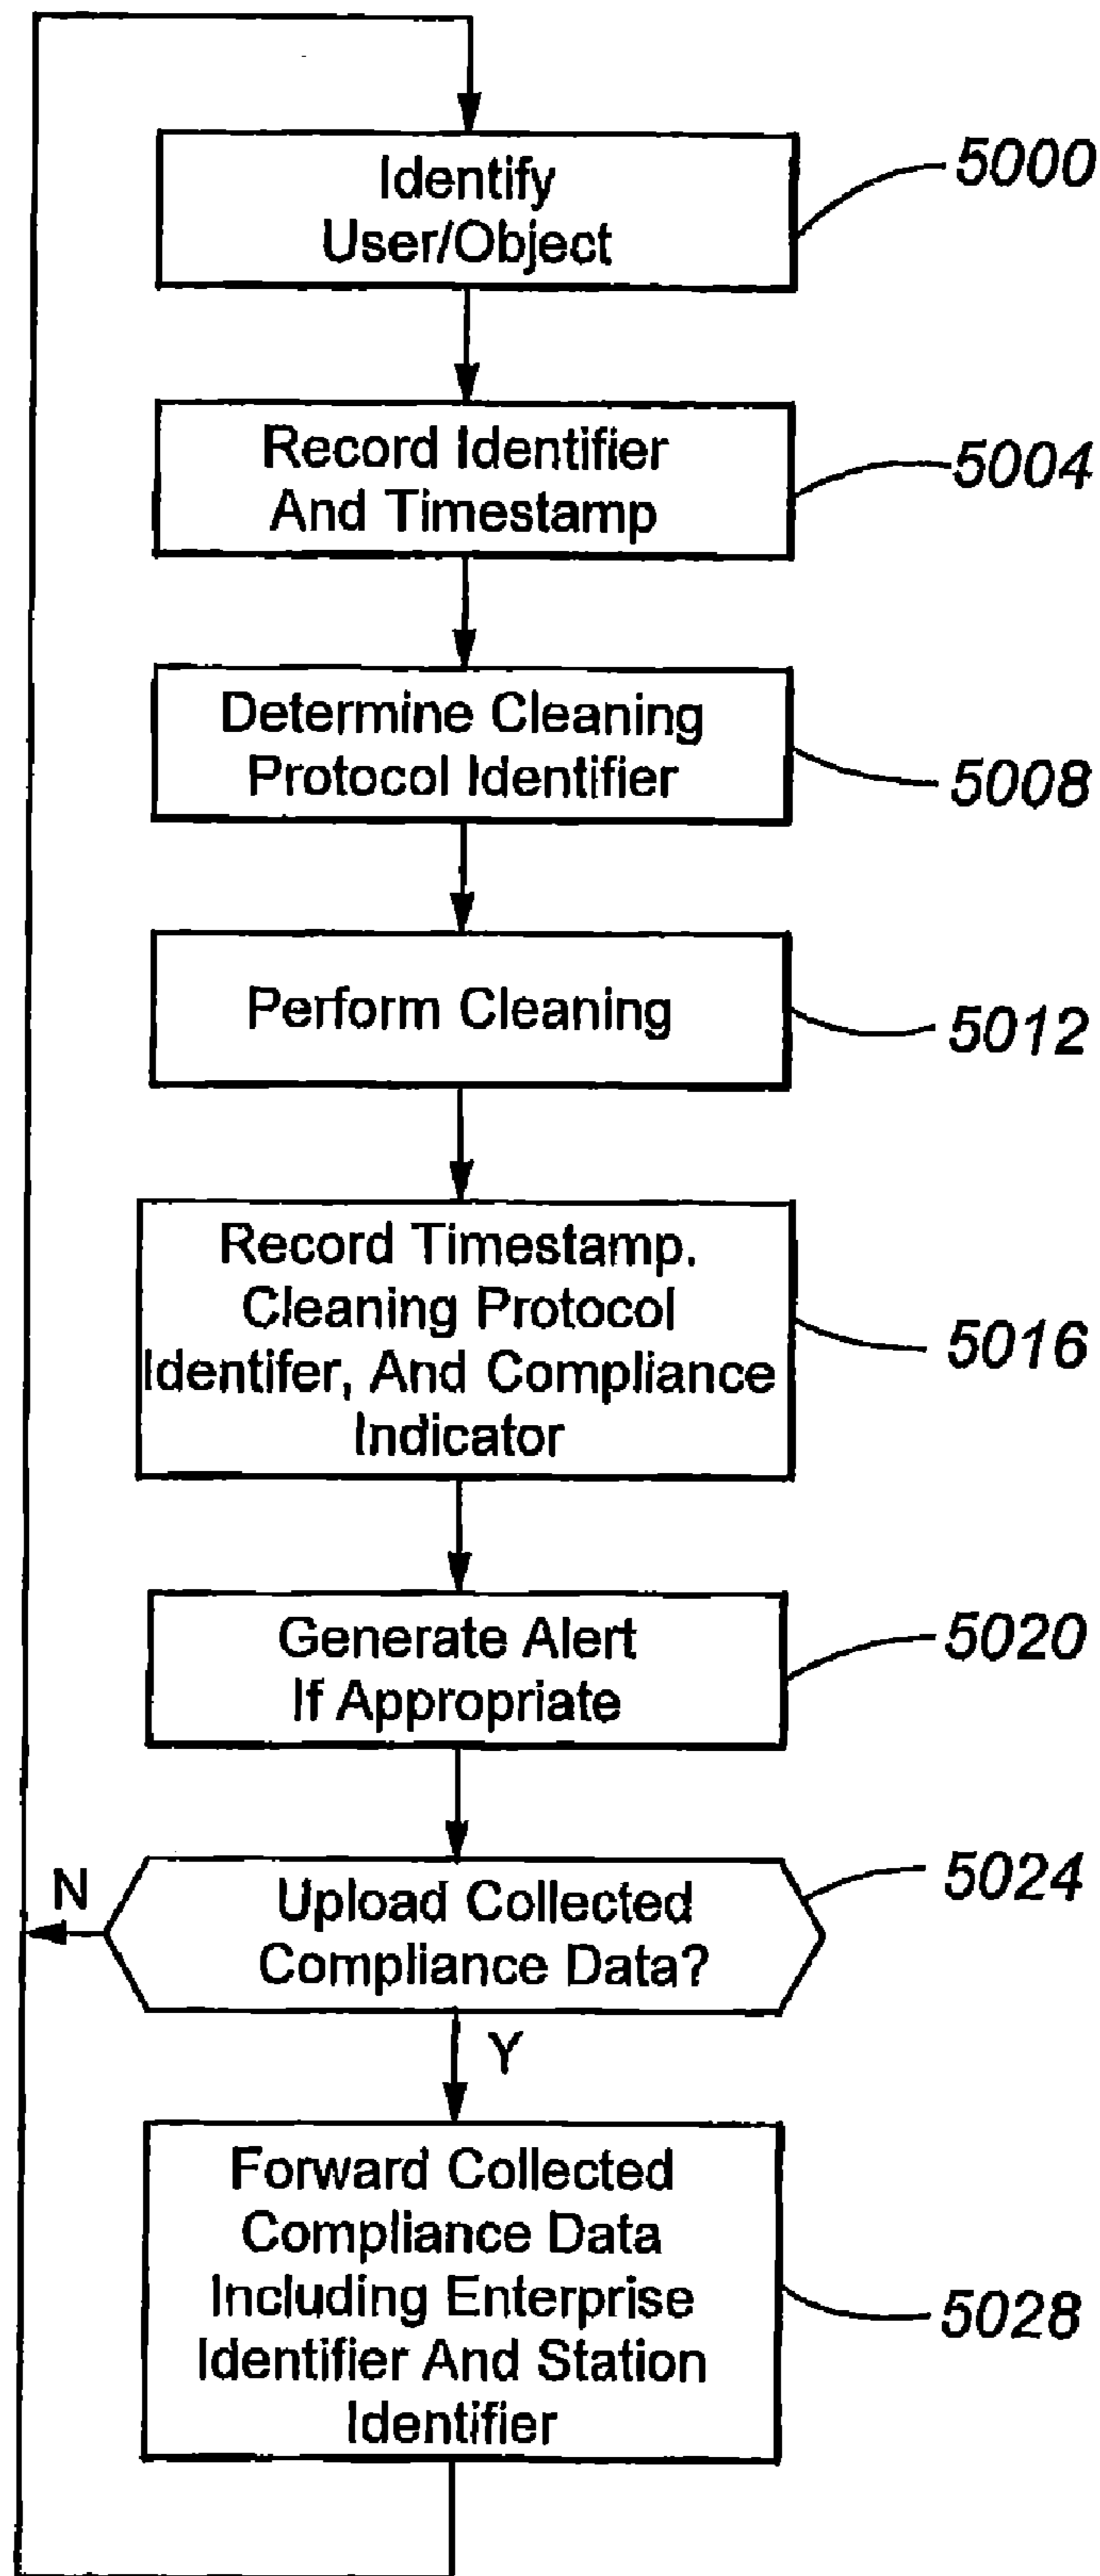 Identify
User/Object
5000
Record Identifier
And Timestamp
5004
Determine Cleaning
Protocol Identifier
5008
Perform Cleaning
5012
Record Timestamp.
Cleaning Protocol
Identifer, And Compliance
Indicator
5016
Generate Alert
If Appropriate
5020
Upload Collected
Compliance Data?
5024
N
Y
Forward Collected
Compliance Data
Including Enterprise
Identifier And Station
Identifier
5028